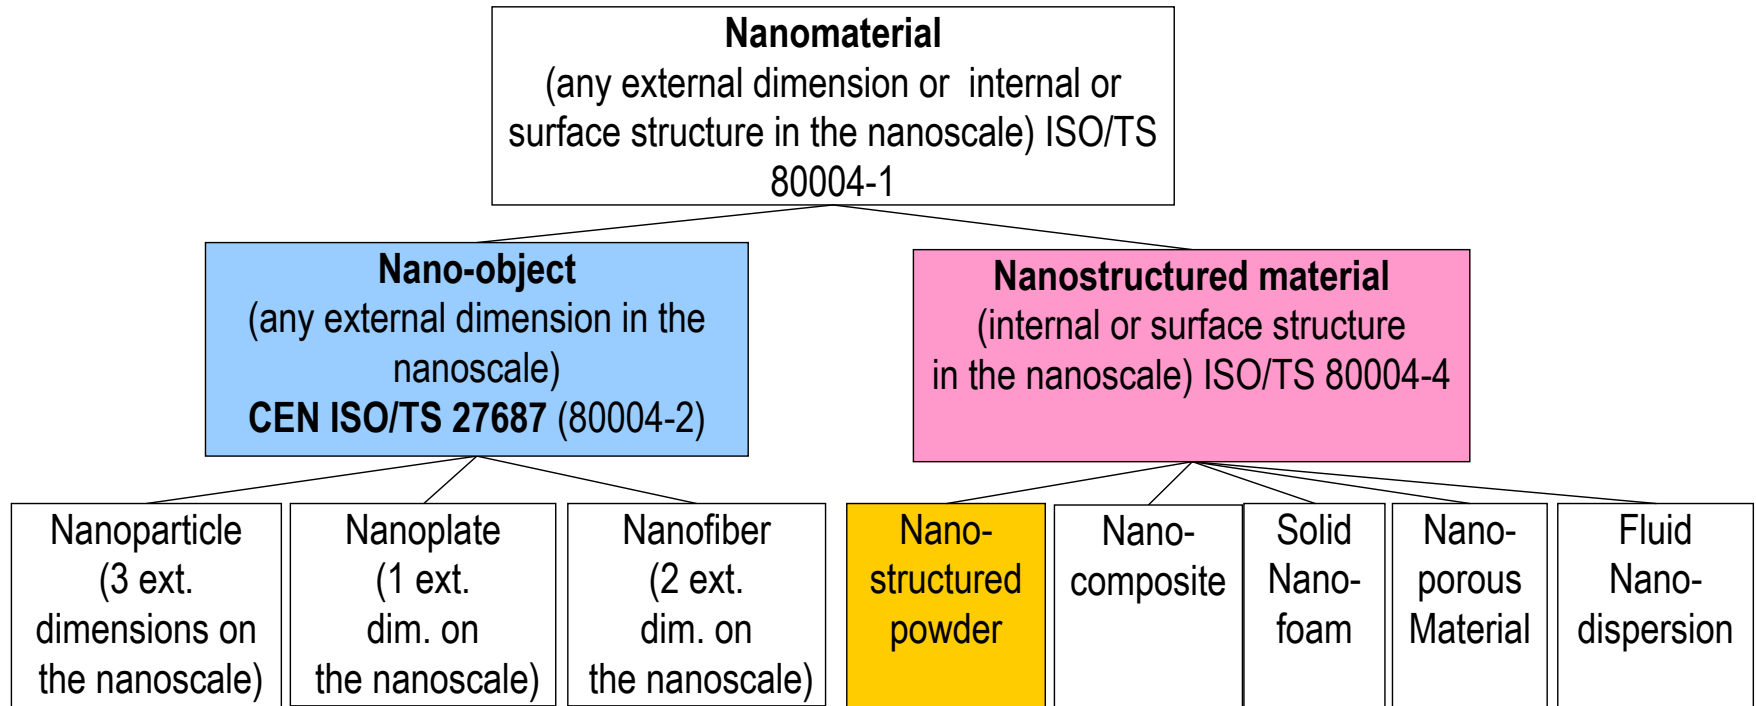 Nanomaterial
(any external dimension or internal or
surface structure in the nanoscale) ISO/TS
80004-1
Nano-object
(any external dimension in the
nanoscale)
CEN ISO/TS 27687 (80004-2)
Nanostructured material
(internal or surface structure
in the nanoscale) ISO/TS 80004-4
Nanoparticle
(3 ext.
dimensions on
the nanoscale)
Nanoplate
(1 ext.
dim. on
the nanoscale)
Nanofiber
(2 ext.
dim. on
the nanoscale)
Nano-
structured
powder
Nano-
composite
Solid
Nano-
foam
Nano-
porous
Material
Fluid
Nano-
dispersion